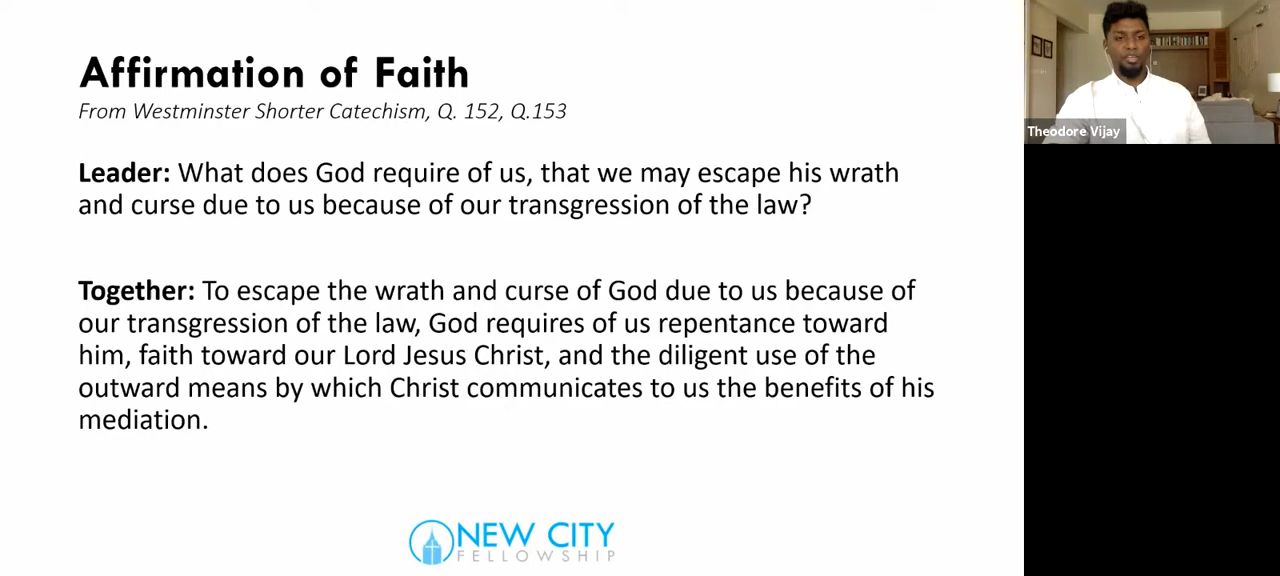 Affirmation of Faith
From Westminster Shorter Catechism, Q. 152, Q.153
Leader: What does God require of us, that we may escape his wrath
and curse due to us because of our transgression of the law?
Together: To escape the wrath and curse of God due to us because of
our transgression of the law, God requires of us repentance toward
him, faith toward our Lord Jesus Christ, and the diligent use of the
outward means by which Christ communicates to us the benefits of his
mediation.
NEW CITY
FELLOWSHIP
Theodore Vijay